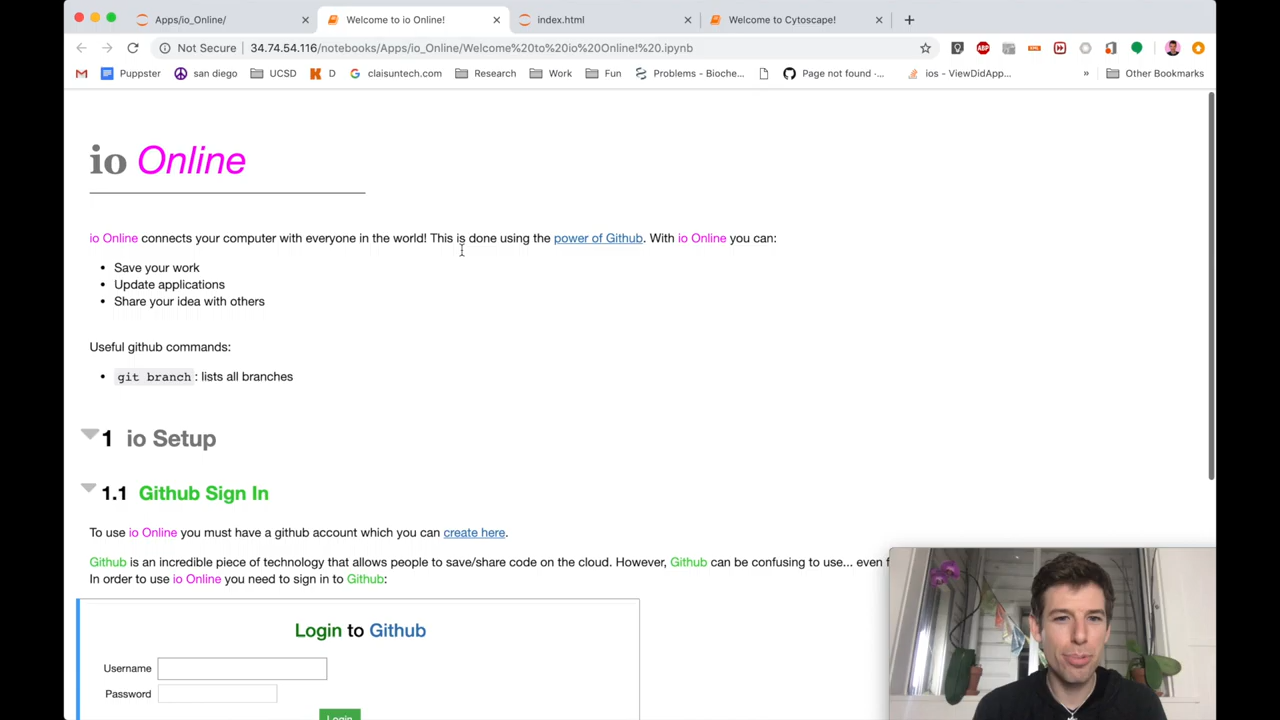 Apps/io_Online/
Welcome to io Online!
index.html
Welcome to Cytoscape!
Not Secure
34.74.54.116/notebooks/Apps/io_Online/Welcome%20to%20io%20Online!%20.ipynb
ABP
Puppster
san diego
UCSD
D
claisuntech.com
Research
Work
Fun
Problems - Bioche...
Page not found ·...
ios - ViewDidApp...
»
Other Bookmarks
io Online
io Online connects your computer with everyone in the world! This is done using the power of Github. With io Online you can:
• Save your work
• Update applications
• Share your idea with others
Useful github commands:
• git branch : lists all branches
1 io Setup
1.1 Github Sign In
To use io Online you must have a github account which you can create here.
Github is an incredible piece of technology that allows people to save/share code on the cloud. However, Github can be confusing to use... even f
In order to use io Online you need to sign in to Github:
Login to Github
Username
Password
Login